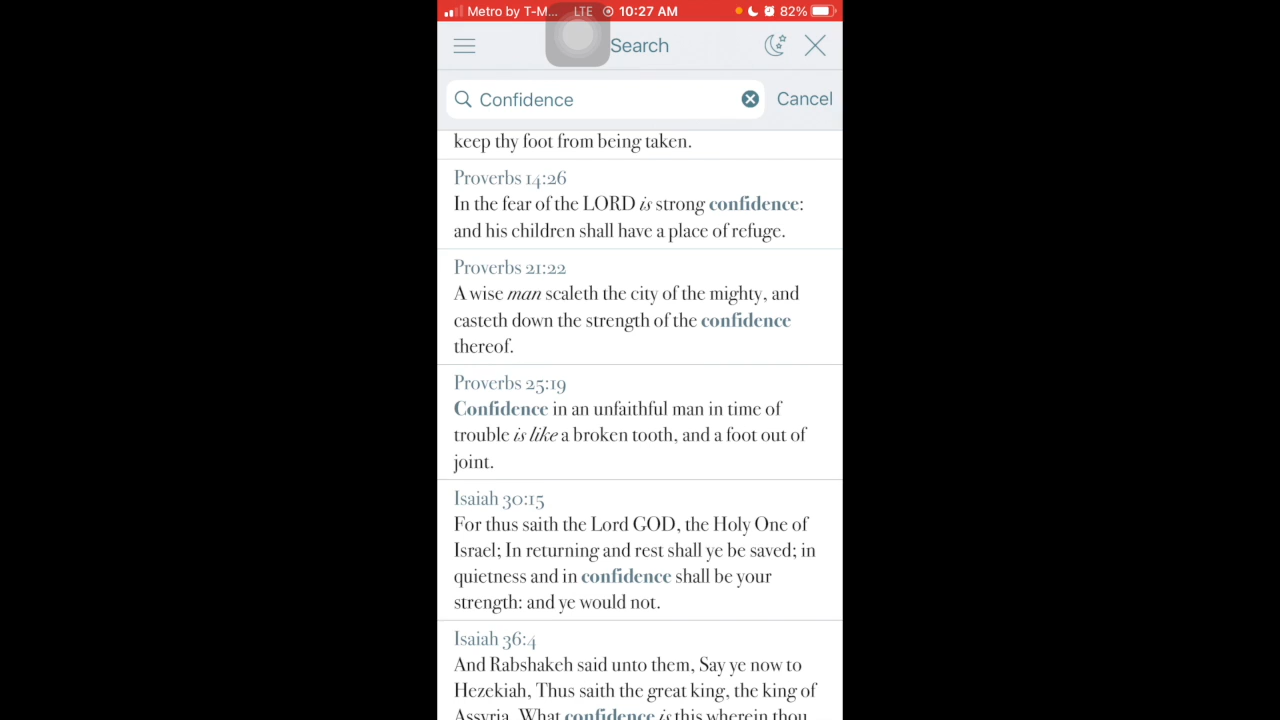 Metro by T-M... LTE 10:27 AM 82%
Search
Confidence Cancel
keep thy foot from being taken.
Proverbs 14:26
In the fear of the LORD is strong confidence:
and his children shall have a place of refuge.
Proverbs 21:22
A wise man scaleth the city of the mighty, and
casteth down the strength of the confidence
thereof.
Proverbs 25:19
Confidence in an unfaithful man in time of
trouble is like a broken tooth, and a foot out of
joint.
Isaiah 30:15
For thus saith the Lord GOD, the Holy One of
Israel; In returning and rest shall ye be saved; in
quietness and in confidence shall be your
strength: and ye would not.
Isaiah 36:4
And Rabshakeh said unto them, Say ye now to
Hezekiah, Thus saith the great king, the king of
Assyria, What confidence is this wherein thou